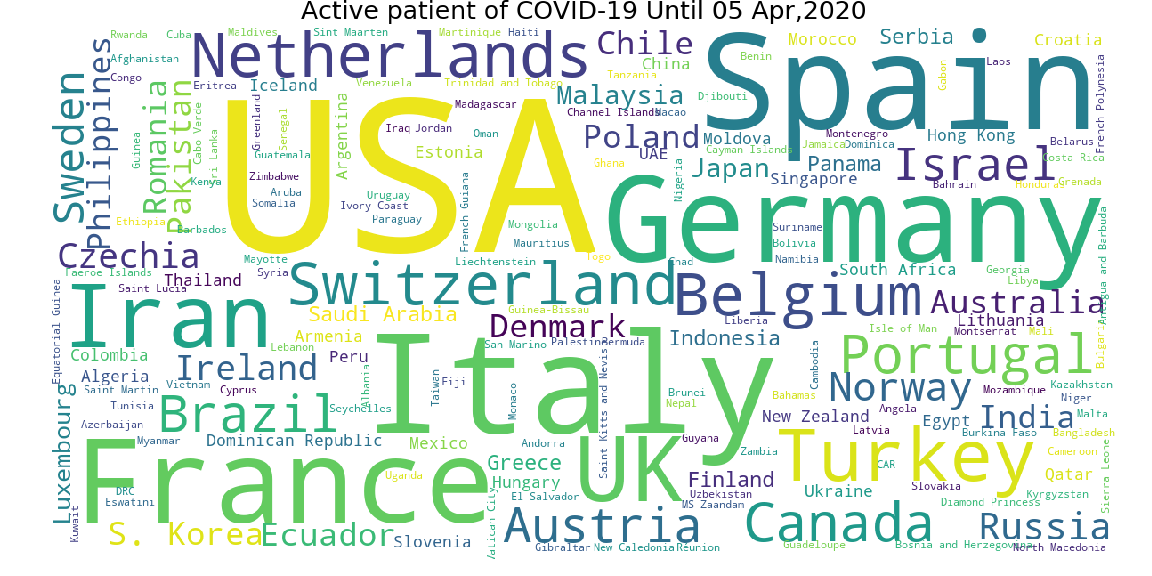 Active patient of COVID-19 Until 05 Apr,2020
Rwanda
Cuba
Maldives
Sint Maarten
Martinique
Haiti
Netherlands
Chile
Spain
Morocco
Serbia
Croatia
Afghanistan
Philippines
China
Benin
Laos
Congo
Eritrea
Iceland
Venezuela
Trinidad and Tobago
Tanzania
Gabon
French Polynesia
Sweden
Romania
Pakistan
Cabo Verde
Greenland
Senegal
Argentina
Madagascar
Malaysia
Djibouti
Channel Islands
Macao
USA
Iraq
Jordan
Oman
Poland
Moldova
Montenegro
Hong Kong
Belarus
Guinea
Sri Lanka
Guatemala
Estonia
UAE
Cayman Islands
Jamaica
Dominica
Israel
Costa Rica
Ghana
Japan
Panama
Kenya
Zimbabwe
Aruba
Somalia
Uruguay
Ivory Coast
French Guiana
Nigeria
Singapore
Bahrain
Honduras
Grenada
Germany
Ethiopia
Barbados
Paraguay
Mongolia
Mauritius
Suriname
Bolivia
Namibia
Antigua and Barbuda
Czechia
Mayotte
Syria
Liechtenstein
Togo
Chad
South Africa
Georgia
Libya
Faeroe Islands
Thailand
Saint Lucia
Switzerland
Belgium
Australia
Equatorial Guinea
Iran
Saudi Arabia
Guinea-Bissau
Denmark
Liberia
Lithuania
Armenia
Isle of Man
Montserrat
Mali
Bulgaria
Colombia
Lebanon
Peru
San Marino
Palestine
Bermuda
Indonesia
Portugal
Algeria
Ireland
Albania
Italy
Saint Kitts and Nevis
Cambodia
Saint Martin
Vietnam
Cyprus
Taiwan
Fiji
Monaco
Brunei
Nepal
Bahamas
Norway
Mozambique
Kazakhstan
Niger
Luxembourg
Tunisia
Brazil
Seychelles
New Zealand
Angola
Egypt
India
Malta
Azerbaijan
Myanmar
Dominican Republic
Mexico
Andorra
Guyana
Latvia
Burkina Faso
Bangladesh
France
Greece
UK
Zambia
Turkey
CAR
Cameroon
Uganda
Hungary
Finland
Slovakia
Qatar
Sierra Leone
DRC
Eswatini
El Salvador
Uzbekistan
MS Zaandam
Ukraine
Diamond Princess
Kyrgyzstan
Kuwait
S. Korea
Ecuador
Slovenia
Vatican City
Austria
Canada
Russia
Gibraltar
New Caledonia
Réunion
Guadeloupe
Bosnia and Herzegovina
North Macedonia